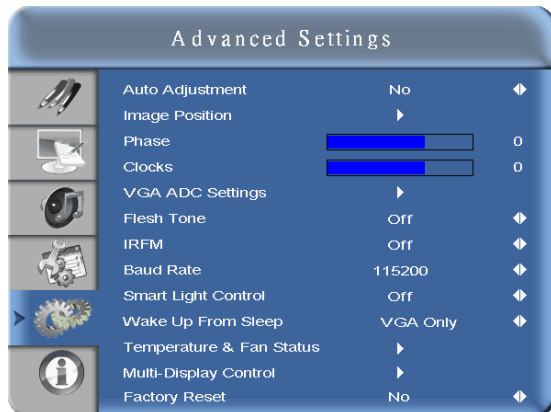 Advanced Settings
Auto Adjustment No
Image Position
Phase 0
Clocks 0
VGA ADC Settings
Flesh Tone Off
IRFM Off
Baud Rate 115200
Smart Light Control Off
Wake Up From Sleep VGA Only
Temperature & Fan Status
Multi-Display Control
Factory Reset No